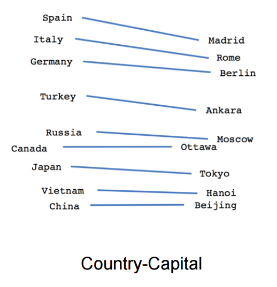 Spain
Madrid
Italy
Rome
Germany
Berlin
Turkey
Ankara
Russia
Moscow
Canada
Ottawa
Japan
Tokyo
Vietnam
Hanoi
China
Beijing
Country-Capital